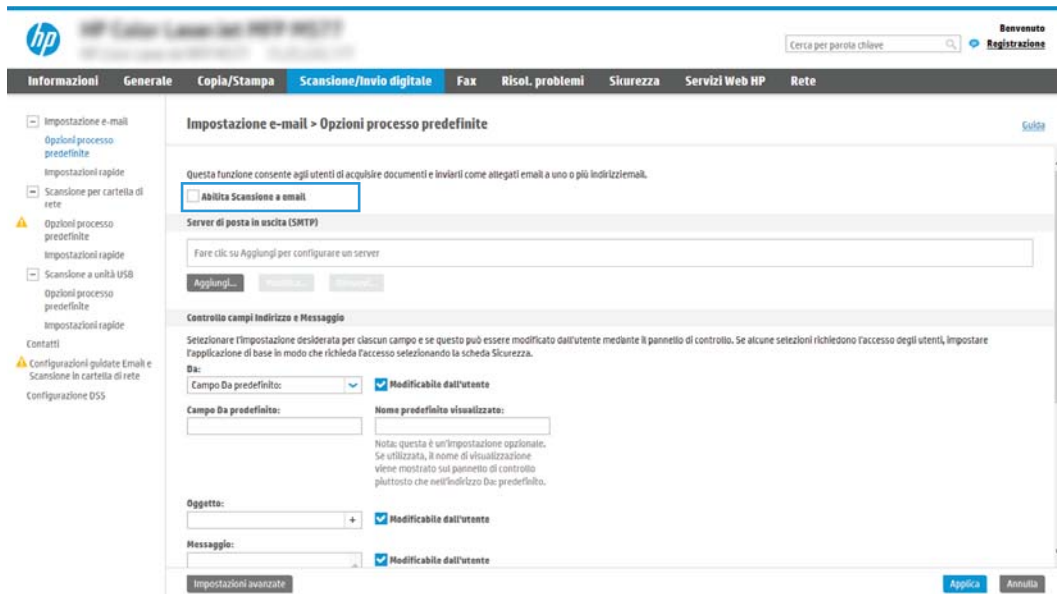 hp
Benvenuto
Cerca per parola chiave
Registrazione
Informazioni Generale Copia/Stampa Scansione/Invio digitale Fax Risol. problemi Sicurezza Servizi Web HP Rete
Impostazione e-mail
Opzioni processo
predefinite
Impostazioni rapide
Scansione per cartella di
rete
Opzioni processo
predefinite
Impostazioni rapide
Scansione a unità USB
Opzioni processo
predefinite
Impostazioni rapide
Contatti
Configurazioni guidate Email e
Scansione in cartella di rete
Configurazione DSS
Impostazione e-mail > Opzioni processo predefinite
Guida
Questa funzione consente agli utenti di acquisire documenti e inviarli come allegati email a uno o più indirizziemail.
Abilita Scansione a email
Server di posta in uscita (SMTP)
Fare clic su Aggiungi per configurare un server
Aggiungi...
Controllo campi Indirizzo e Messaggio
Selezionare l'impostazione desiderata per ciascun campo e se questo può essere modificato dall'utente mediante il pannello di controllo. Se alcune selezioni richiedono l'accesso degli utenti, impostare
l'applicazione di base in modo che richieda l'accesso selezionando la scheda Sicurezza.
Da:
Campo Da predefinito: Modificabile dall'utente
Campo Da predefinito: Nome predefinito visualizzato:
Nota: questa è un'impostazione opzionale.
Se utilizzata, il nome di visualizzazione
viene mostrato sul pannello di controllo
piuttosto che nell'indirizzo Da: predefinito.
Oggetto:
+ Modificabile dall'utente
Messaggio:
Modificabile dall'utente
Impostazioni avanzate Applica Annulla